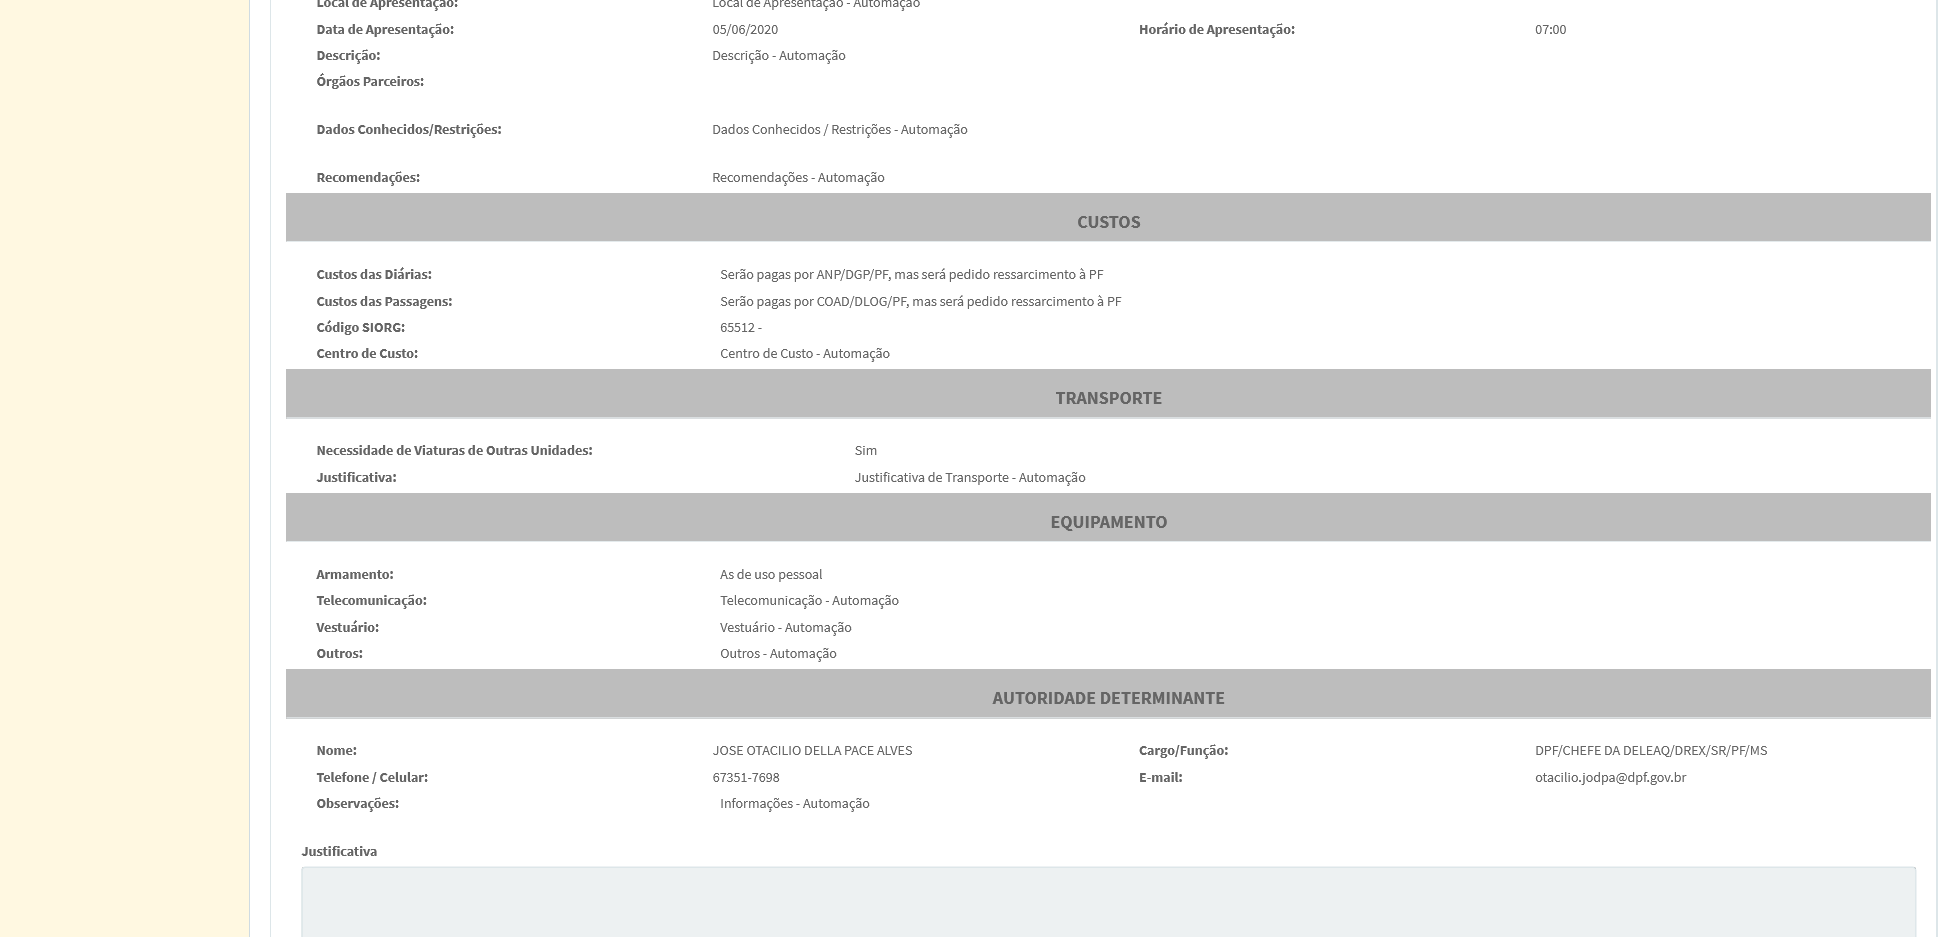 Local de Apresentação: Local de Apresentação - Automação
Data de Apresentação: 05/06/2020 Horário de Apresentação: 07:00
Descrição: Descrição - Automação
Órgãos Parceiros:
Dados Conhecidos/Restrições: Dados Conhecidos / Restrições - Automação
Recomendações: Recomendações - Automação
CUSTOS
Custos das Diárias: Serão pagas por ANP/DGP/PF, mas será pedido ressarcimento à PF
Custos das Passagens: Serão pagas por COAD/DLOG/PF, mas será pedido ressarcimento à PF
Código SIORG: 65512 -
Centro de Custo: Centro de Custo - Automação
TRANSPORTE
Necessidade de Viaturas de Outras Unidades: Sim
Justificativa: Justificativa de Transporte - Automação
EQUIPAMENTO
Armamento: As de uso pessoal
Telecomunicação: Telecomunicação - Automação
Vestuário: Vestuário - Automação
Outros: Outros - Automação
AUTORIDADE DETERMINANTE
Nome: JOSE OTACILIO DELLA PACE ALVES Cargo/Função: DPF/CHEFE DA DELEAQ/DREX/SR/PF/MS
Telefone / Celular: 67351-7698 E-mail: otacilio.jodpa@dpf.gov.br
Observações: Informações - Automação
Justificativa